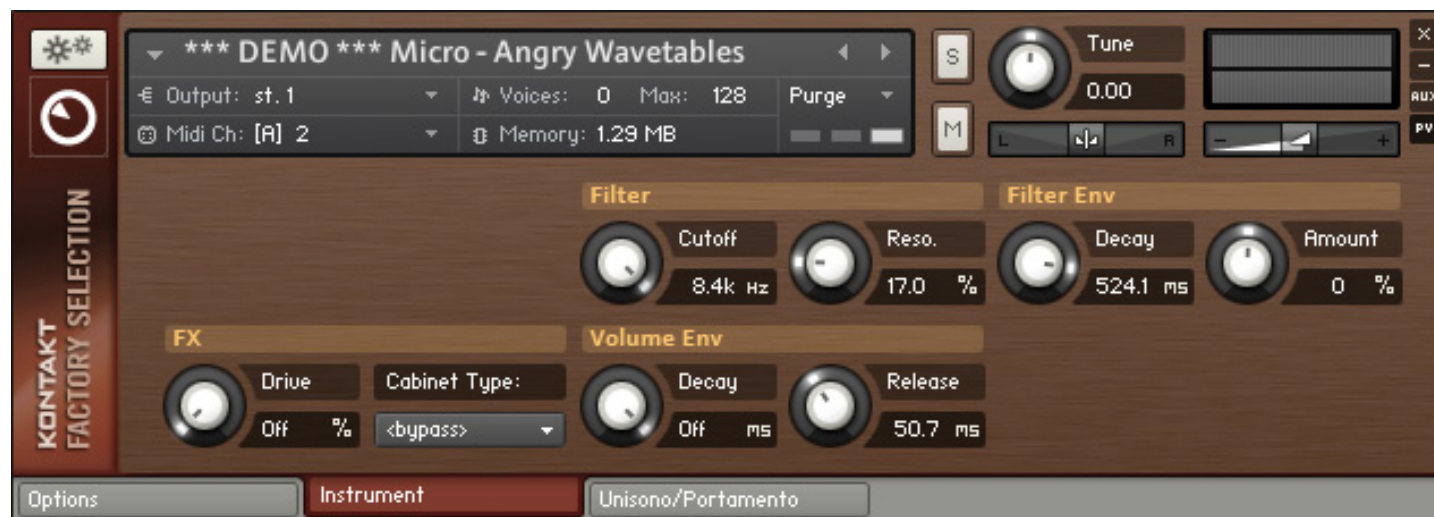 *** DEMO *** Micro - Angry Wavetables
S
Tune
0.00
X
–
AUX
PV
Output: st. 1
Voices: 0 Max: 128
Purge
Midi Ch: [A] 2
Memory: 1.29 MB
M
L
R
–
+
KONTAKT
FACTORY SELECTION
Filter
Filter Env
Cutoff
8.4k Hz
Reso.
17.0 %
Decay
524.1 ms
Amount
0 %
FX
Volume Env
Drive
Off %
Cabinet Type:
<bypass>
Decay
Off ms
Release
50.7 ms
Options
Instrument
Unisono/Portamento